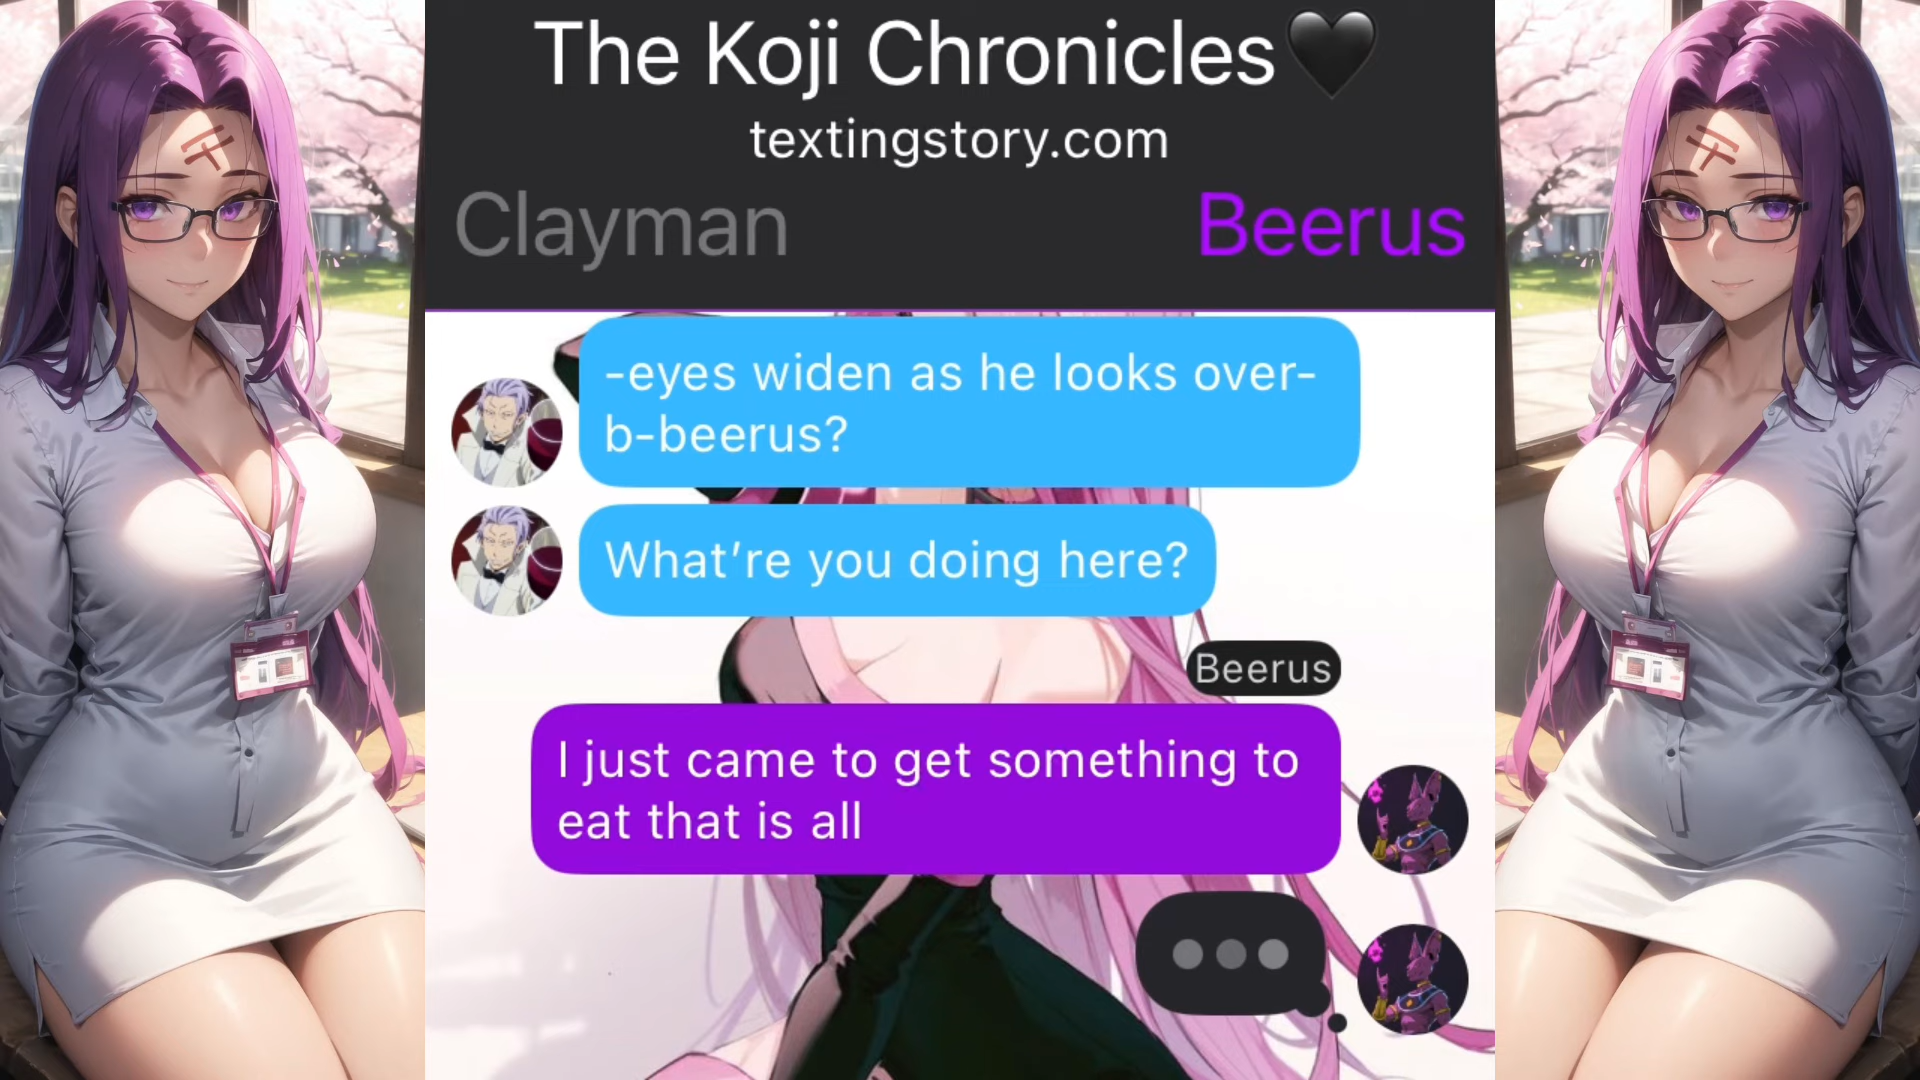 The Koji Chronicles🖤
textingstory.com
Clayman
Beerus
-eyes widen as he looks over-
b-beerus?
What’re you doing here?
Beerus
I just came to get something to
eat that is all